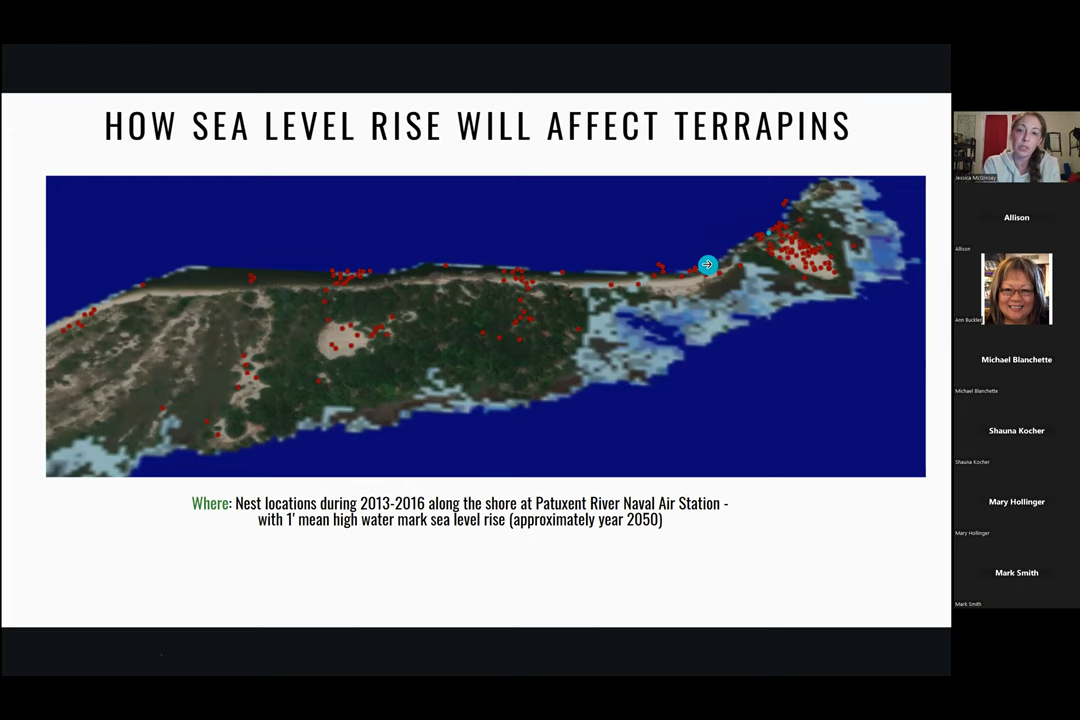 HOW SEA LEVEL RISE WILL AFFECT TERRAPINS
Where: Nest locations during 2013-2016 along the shore at Patuxent River Naval Air Station -
with 1' mean high water mark sea level rise (approximately year 2050)
Jessica McGinsey
Allison
Allison
Ann Buckler
Michael Blanchette
Michael Blanchette
Shauna Kocher
Shauna Kocher
Mary Hollinger
Mary Hollinger
Mark Smith
Mark Smith